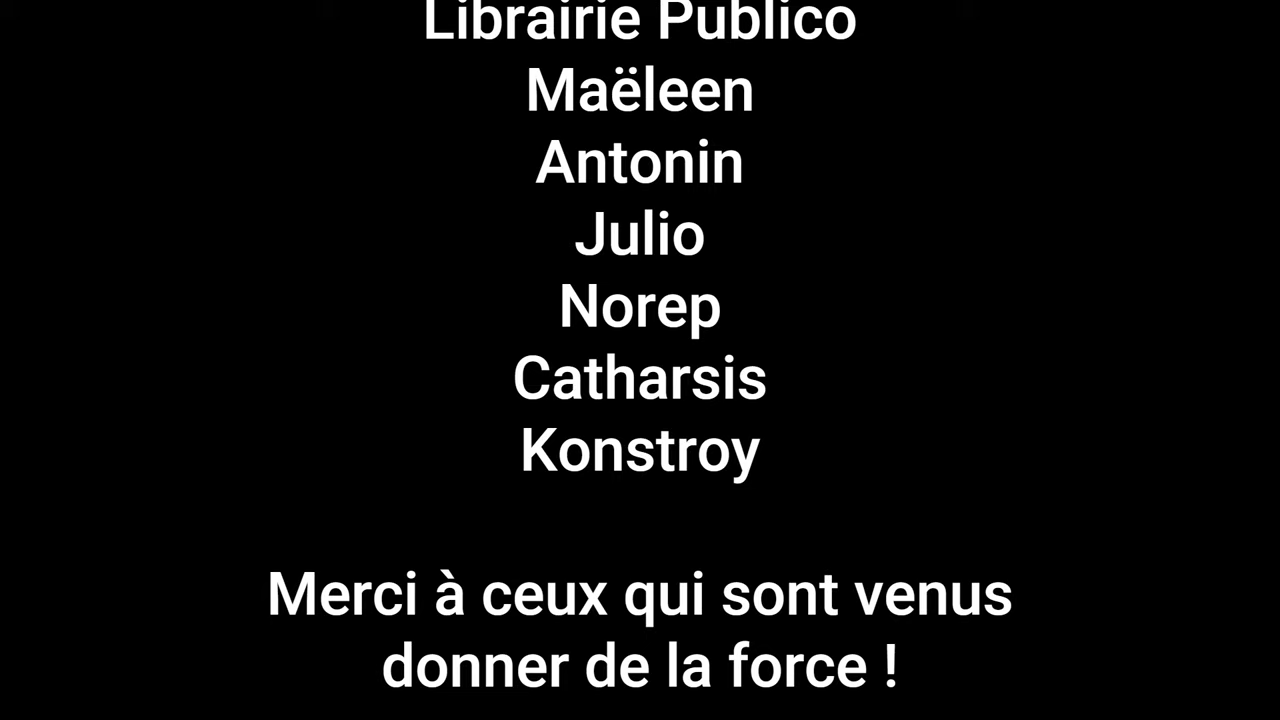 Librairie Publico
Maëleen
Antonin
Julio
Norep
Catharsis
Konstroy
Merci à ceux qui sont venus
donner de la force !